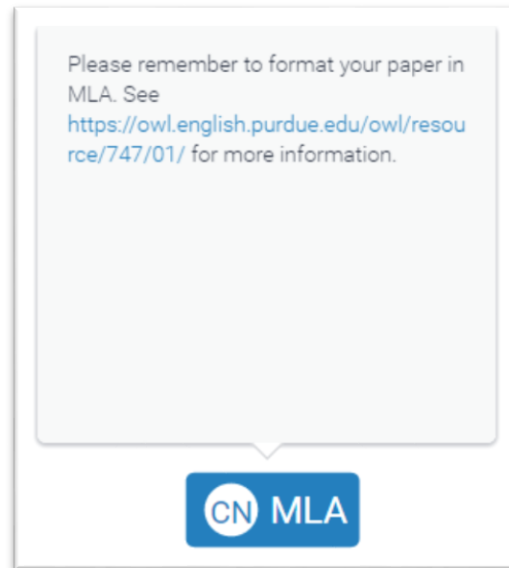 Please remember to format your paper in
MLA. See
https://owl.english.purdue.edu/owl/resou
rce/747/01/ for more information.
CN MLA